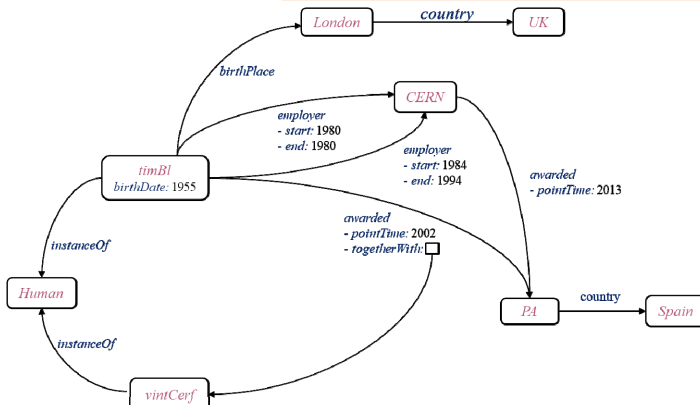 London
country
UK
birthPlace
CERN
employer
- start: 1980
- end: 1980
employer
- start: 1984
- end: 1994
timBl
birthDate: 1955
awarded
- pointTime: 2013
awarded
- pointTime: 2002
- togetherWith:
instanceOf
Human
PA
country
Spain
instanceOf
vintCerf